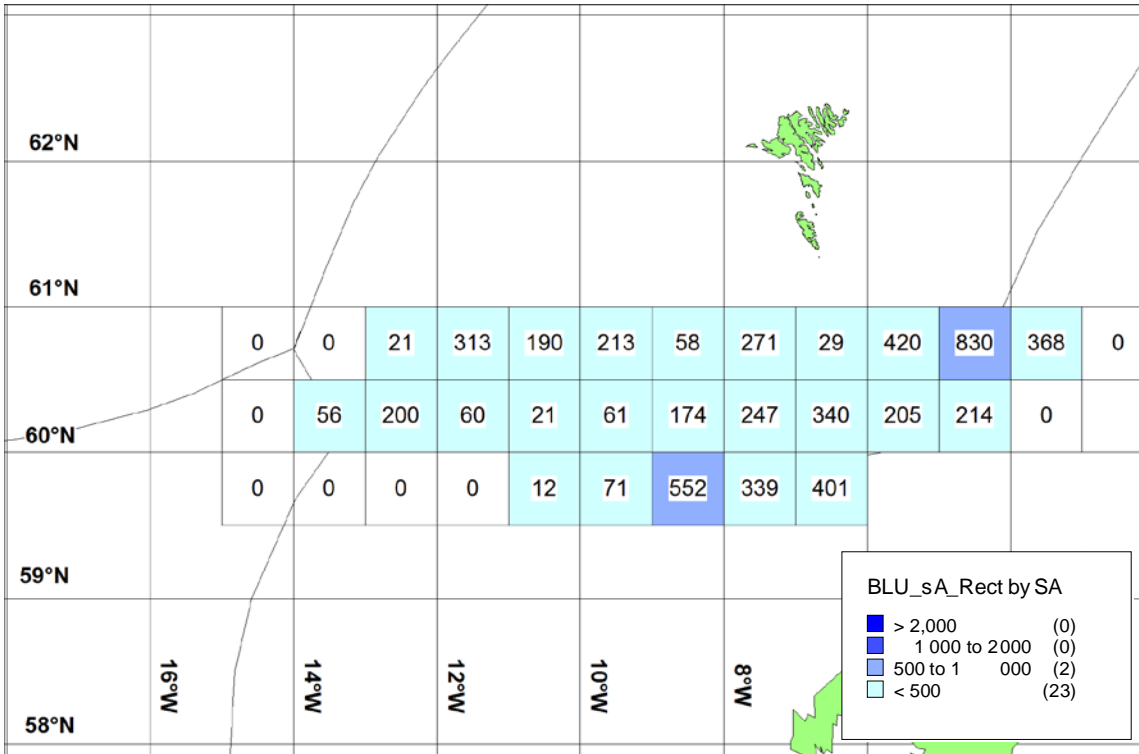 62°N
61°N
0 0 21 313 190 213 58 271 29 420 830 368 0
0 56 200 60 21 61 174 247 340 205 214 0
60°N
0 0 0 0 12 71 552 339 401
59°N
BLU_sA_Rect by SA
> 2,000 (0)
1 000 to 2000 (0)
500 to 1 000 (2)
< 500 (23)
16°W 14°W 12°W 10°W 8°W
58°N